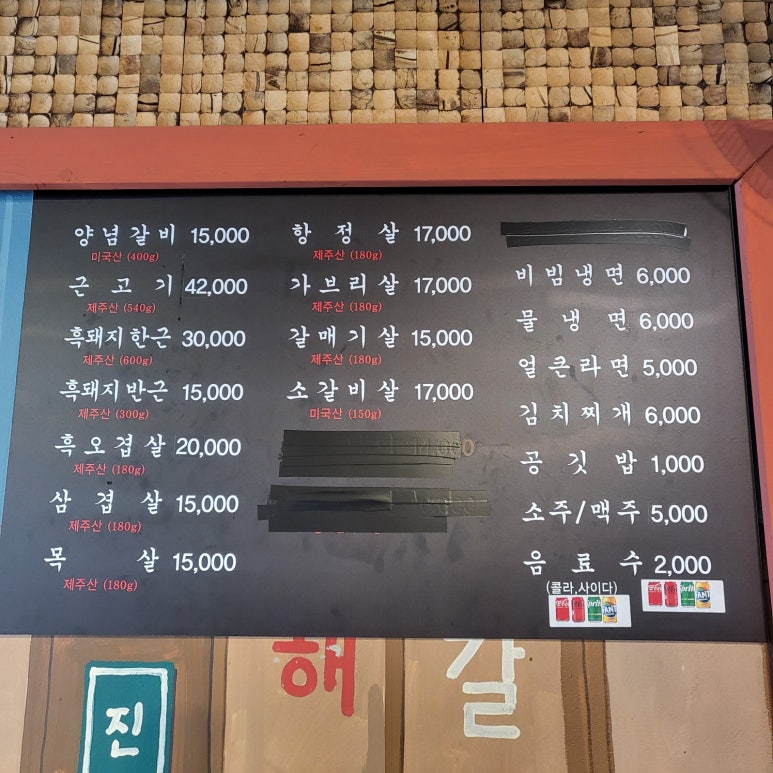 양념갈비 15,000
미국산 (400g)
근고기 42,000
제주산 (540g)
흑돼지한근 30,000
제주산 (600g)
흑돼지반근 15,000
제주산 (300g)
흑오겹살 20,000
제주산 (180g)
삼겹살 15,000
제주산 (180g)
목살 15,000
제주산 (180g)
항정살 17,000
제주산 (180g)
가브리살 17,000
제주산 (180g)
갈매기살 15,000
제주산 (180g)
소갈비살 17,000
미국산 (150g)
비빔냉면 6,000
물냉면 6,000
얼큰라면 5,000
김치찌개 6,000
공깃밥 1,000
소주/맥주 5,000
음료수 2,000
(콜라,사이다)
진
해
갈